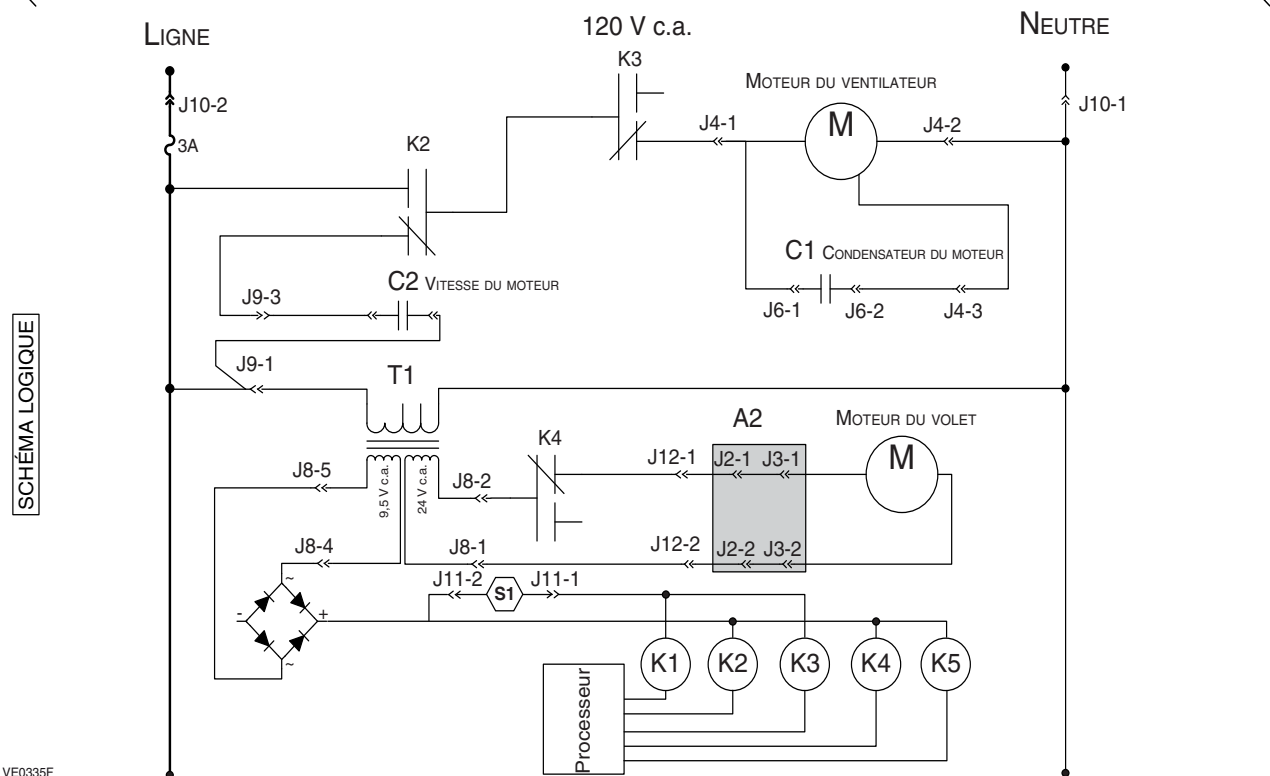 LIGNE
120 V c.a.
NEUTRE
K3
MOTEUR DU VENTILATEUR
J10-2
J10-1
J4-1
M
J4-2
3A
K2
C1 CONDENSATEUR DU MOTEUR
C2 VITESSE DU MOTEUR
J9-3
J6-1
J6-2
J4-3
SCHÉMA LOGIQUE
J9-1
T1
A2
MOTEUR DU VOLET
K4
J8-5
9,5 V c.a.
24 V c.a.
J8-2
J12-1
J2-1
J3-1
M
J8-4
J8-1
J12-2
J2-2
J3-2
J11-2
S1
J11-1
~
-
+
~
K1
K2
K3
K4
K5
Processeur
VE0335F